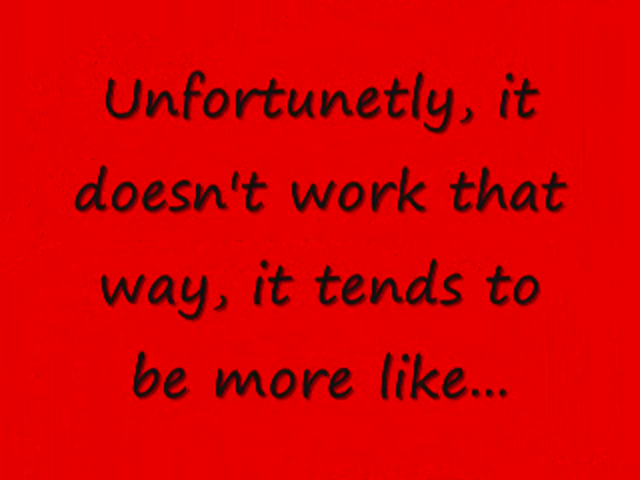 Unfortunetly, it
doesn't work that
way, it tends to
be more like...